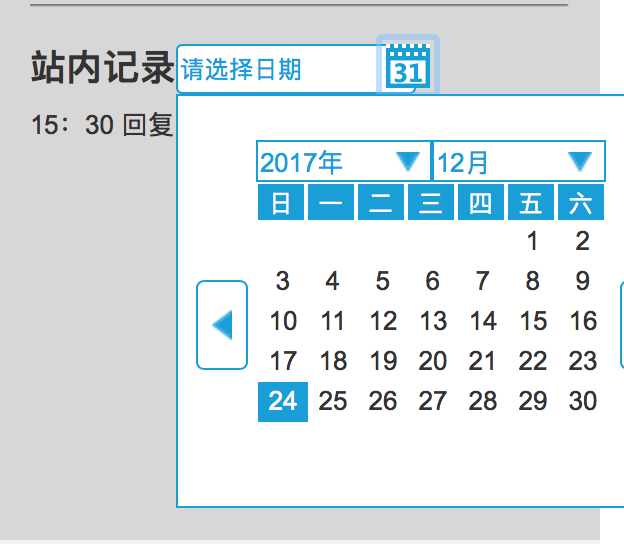 站内记录
请选择日期
31
15：30 回复
2017年 12月
日 一 二 三 四 五 六
1 2
3 4 5 6 7 8 9
10 11 12 13 14 15 16
17 18 19 20 21 22 23
24 25 26 27 28 29 30